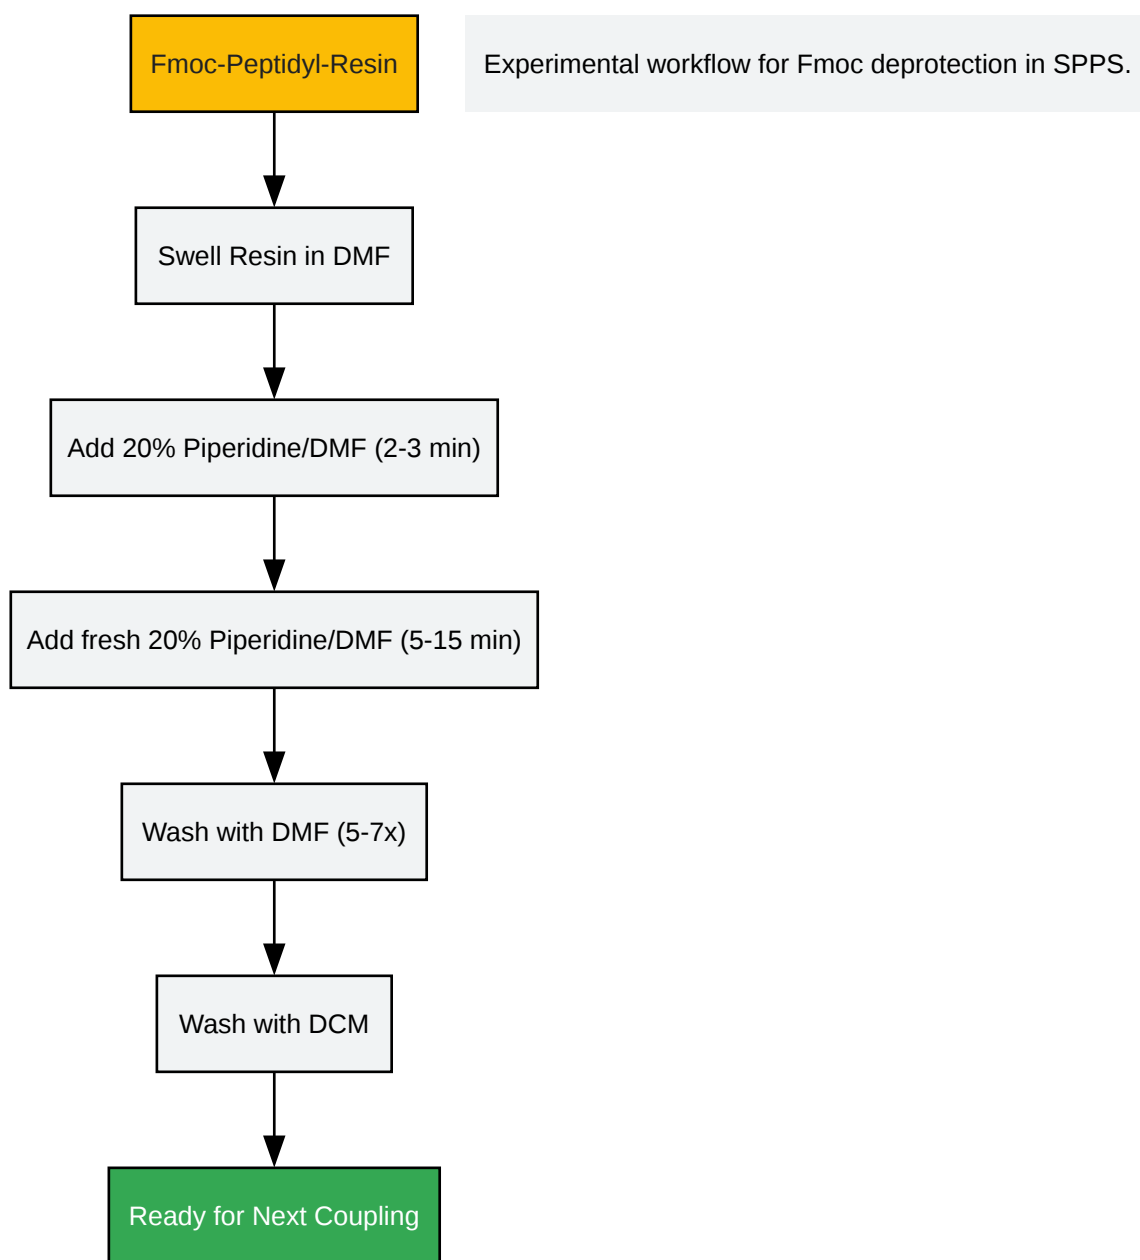 Fmoc-Peptidyl-Resin
Experimental workflow for Fmoc deprotection in SPPS.
Swell Resin in DMF
Add 20% Piperidine/DMF (2-3 min)
Add fresh 20% Piperidine/DMF (5-15 min)
Wash with DMF (5-7x)
Wash with DCM
Ready for Next Coupling